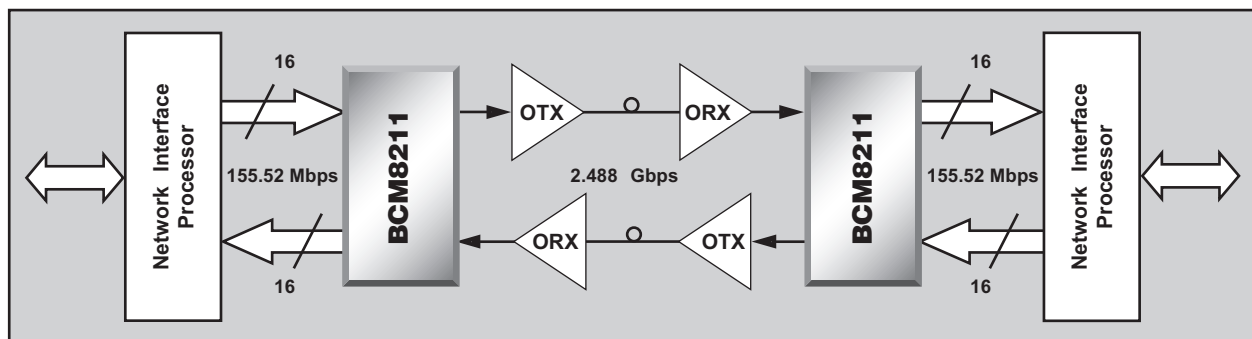 Network Interface
Processor
16
155.52 Mbps
16
BCM8211
OTX
ORX
2.488 Gbps
ORX
OTX
BCM8211
16
155.52 Mbps
16
Network Interface
Processor